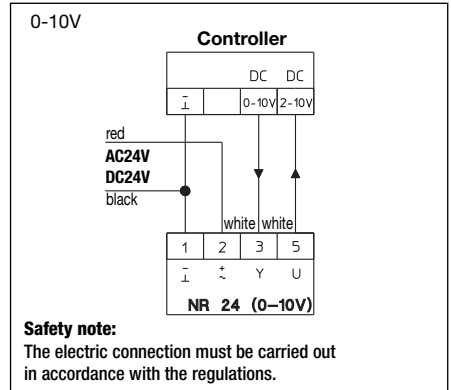 0-10V
Controller
DC DC
⊥ 0-10V 2-10V
red
AC24V
DC24V
black
white white
1 2 3 5
⊥ ~ Y U
NR 24 (0-10V)
Safety note:
The electric connection must be carried out
in accordance with the regulations.